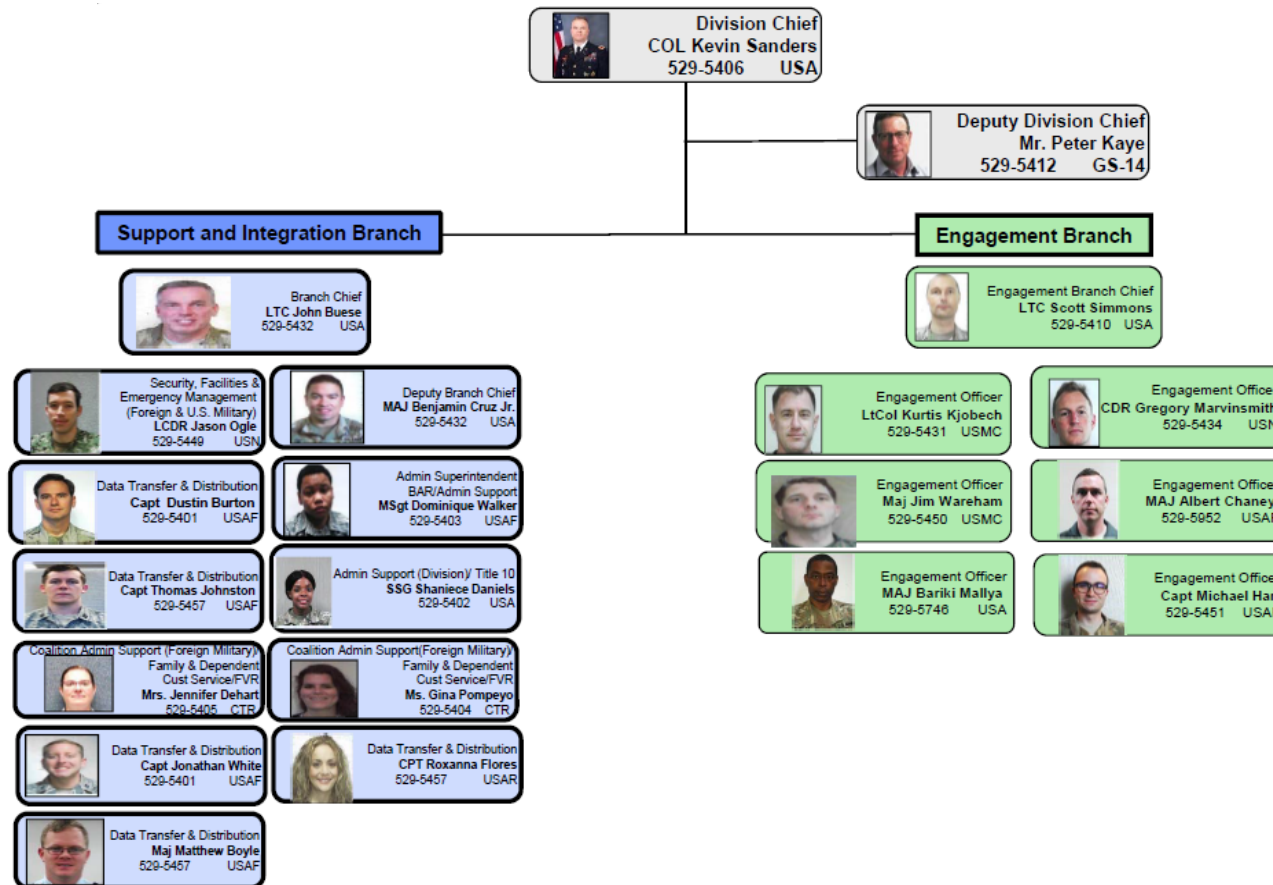 Division Chief
COL Kevin Sanders
529-5406 USA
Deputy Division Chief
Mr. Peter Kaye
529-5412 GS-14
Support and Integration Branch
Branch Chief
LTC John Buese
529-5432 USA
Security, Facilities &
Emergency Management
(Foreign & U.S. Military)
LCDR Jason Ogle
529-5449 USN
Deputy Branch Chief
MAJ Benjamin Cruz Jr.
529-5432 USA
Data Transfer & Distribution
Capt Dustin Burton
529-5401 USAF
Admin Superintendent
BAR/Admin Support
MSgt Dominique Walker
529-5403 USAF
Data Transfer & Distribution
Capt Thomas Johnston
529-5457 USAF
Admin Support (Division)/ Title 10
SSG Shaniece Daniels
529-5402 USA
Coalition Admin Support (Foreign Military)/
Family & Dependent
Cust Service/FVR
Mrs. Jennifer Dehart
529-5405 CTR
Coalition Admin Support(Foreign Military)/
Family & Dependent
Cust Service/FVR
Ms. Gina Pompeyo
529-5404 CTR
Data Transfer & Distribution
Capt Jonathan White
529-5401 USAF
Data Transfer & Distribution
CPT Roxanna Flores
529-5457 USAR
Data Transfer & Distribution
Maj Matthew Boyle
529-5457 USAF
Engagement Branch
Engagement Branch Chief
LTC Scott Simmons
529-5410 USA
Engagement Officer
LtCol Kurtis Kjobech
529-5431 USMC
Engagement Officer
CDR Gregory Marvinsmith
529-5434 USN
Engagement Officer
Maj Jim Wareham
529-5450 USMC
Engagement Office
MAJ Albert Chaney
529-5952
Engagement Officer
MAJ Bariki Mallya
529-5746 USA
Engagement Office
Capt Michael
529-5451